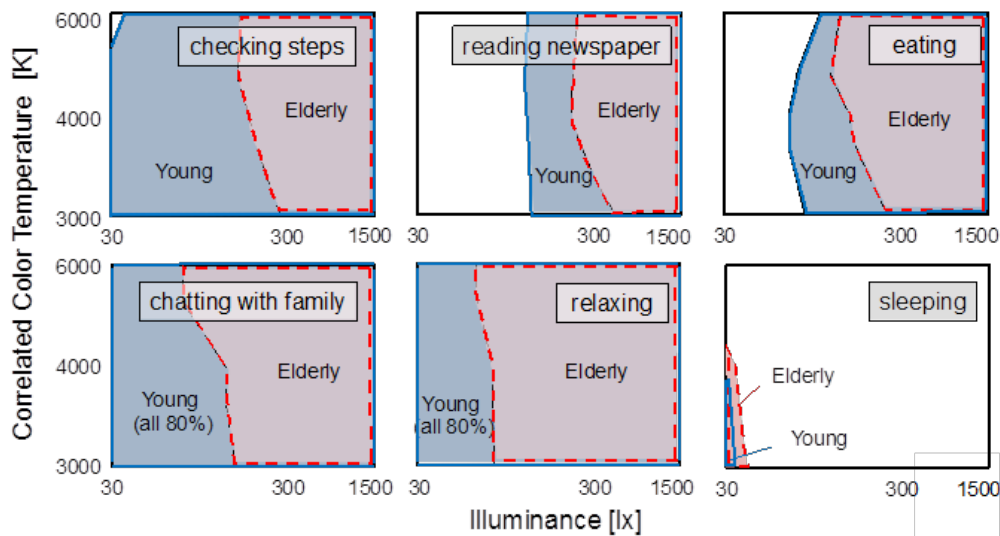 Correlated Color Temperature [K]
6000
4000
3000
checking steps
Elderly
Young
30
300
1500
reading newspaper
Elderly
Young
30
300
1500
eating
Elderly
Young
30
300
1500
6000
4000
3000
chatting with family
Elderly
Young
(all 80%)
30
300
1500
relaxing
Elderly
Young
(all 80%)
30
300
1500
sleeping
Elderly
Young
30
300
1500
Illuminance [lx]